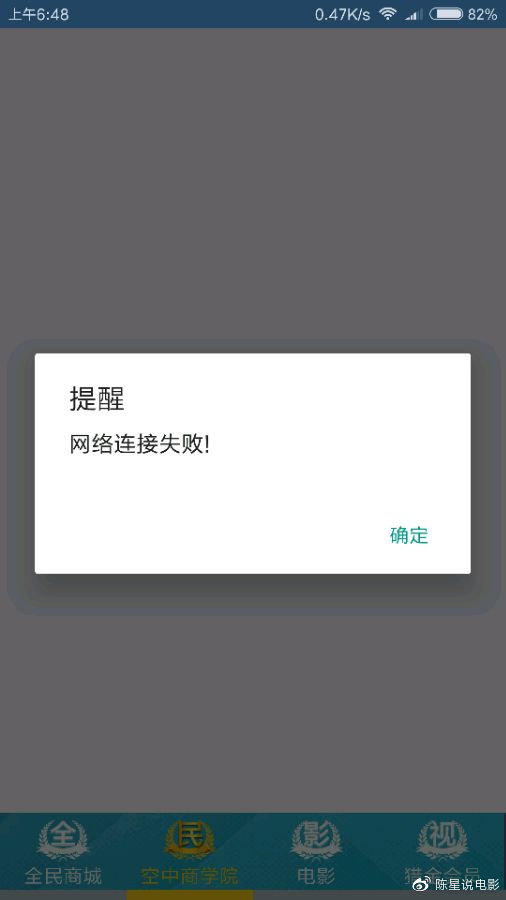 上午6:48 0.47K/s 82%
提醒
网络连接失败!
确定
全 民 影 视
全民商城 空中商学院 电影 猎金会员
陈星说电影